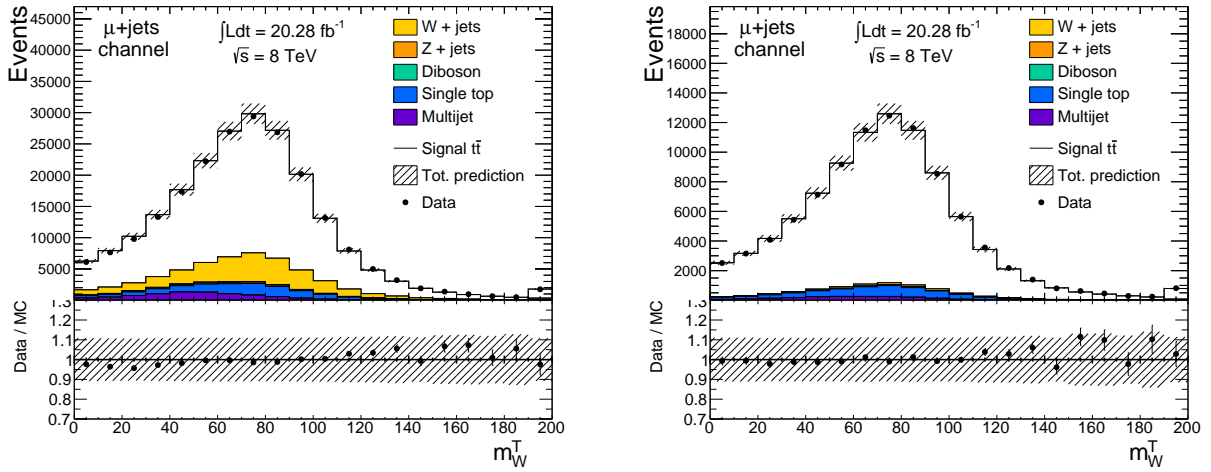 Events
45000
40000
35000
30000
25000
20000
15000
10000
5000
μ+jets
channel
∫Ldt = 20.28 fb⁻¹
√s = 8 TeV
W + jets
Z + jets
Diboson
Single top
Multijet
Signal tt̄
Tot. prediction
Data
Data / MC
1.3
1.2
1.1
1
0.9
0.8
0.7
0 20 40 60 80 100 120 140 160 180 200
m_W^T
Events
18000
16000
14000
12000
10000
8000
6000
4000
2000
μ+jets
channel
∫Ldt = 20.28 fb⁻¹
√s = 8 TeV
W + jets
Z + jets
Diboson
Single top
Multijet
Signal tt̄
Tot. prediction
Data
Data / MC
1.3
1.2
1.1
1
0.9
0.8
0.7
0 20 40 60 80 100 120 140 160 180 200
m_W^T